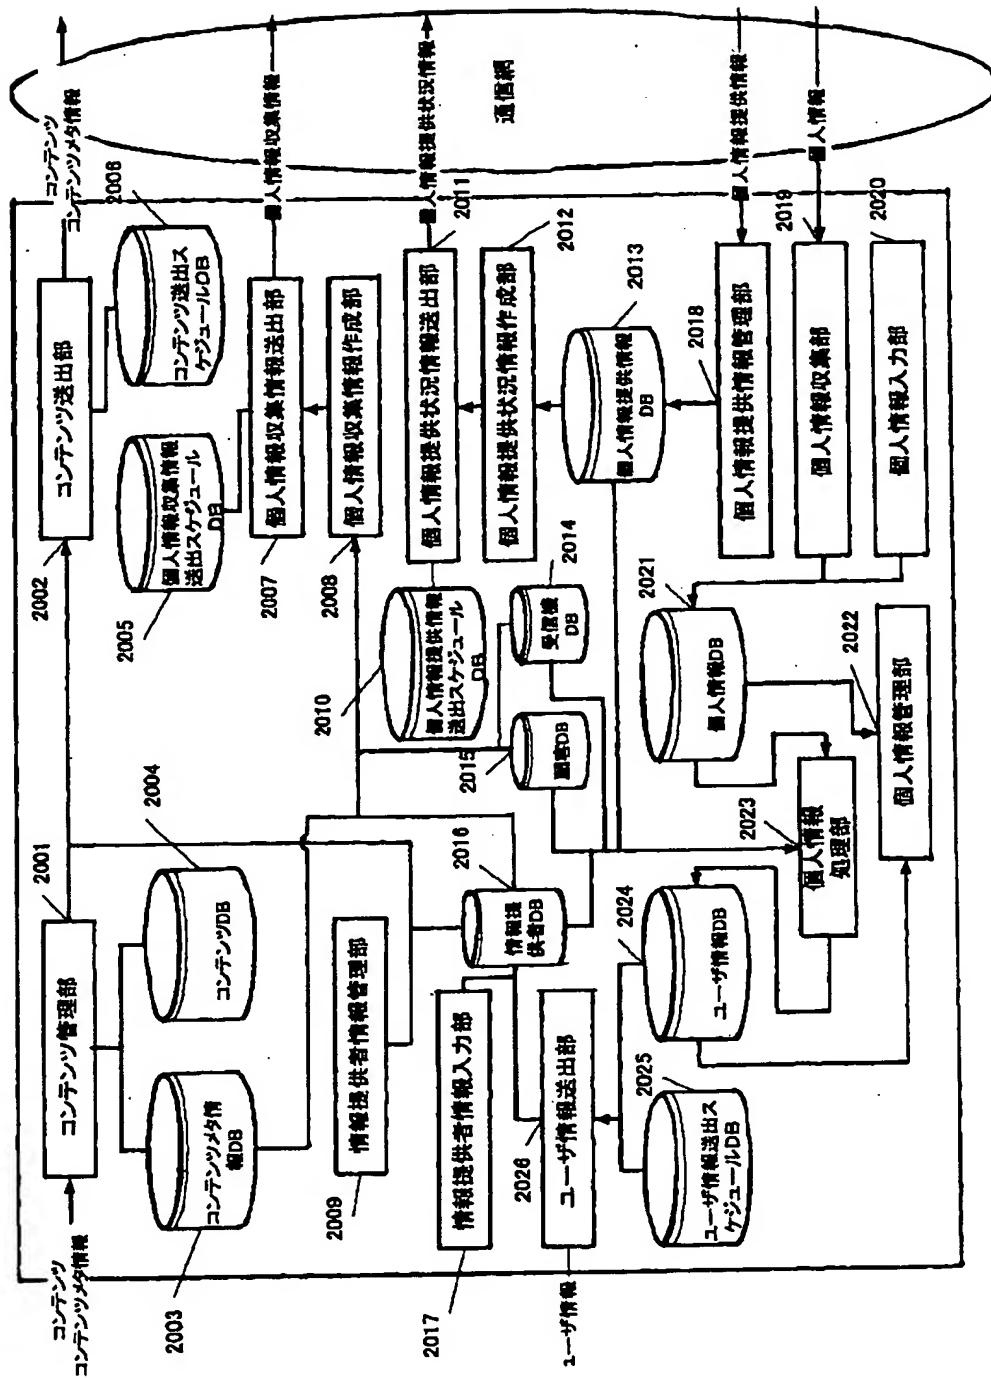 コンテンツ
コンテンツメタ情報
コンテンツ管理部
2001
コンテンツ送出部
2002
コンテンツ
コンテンツメタ情報
コンテンツメタ情
報DB
2003
コンテンツDB
2004
個人情報収集情報
送出スケジュール
DB
2005
コンテンツ送出ス
ケジュールDB
2006
個人情報収集情報送出部
2007
個人情報収集情報
個人情報収集情報作成部
2008
情報提供者情報管理部
2009
個人情報提供情報
送出スケジュール
DB
2010
個人情報提供状況情報送出部
2011
個人情報提供状況情報
個人情報提供状況情報作成部
2012
通信網
情報提供者情報入力部
2017
情報提
供者DB
2016
顧客DB
2015
受信機
DB
2014
個人情報提供情報
DB
2013
ユーザ情報
ユーザ情報送出部
2026
ユーザ情報送出ス
ケジュールDB
2025
ユーザ情報DB
2024
個人情報DB
2021
個人情報提供情報管理部
2018
個人情報提供情報
個人情報収集部
2019
個人情報
個人情報入力部
2020
個人情報
処理部
2023
個人情報管理部
2022